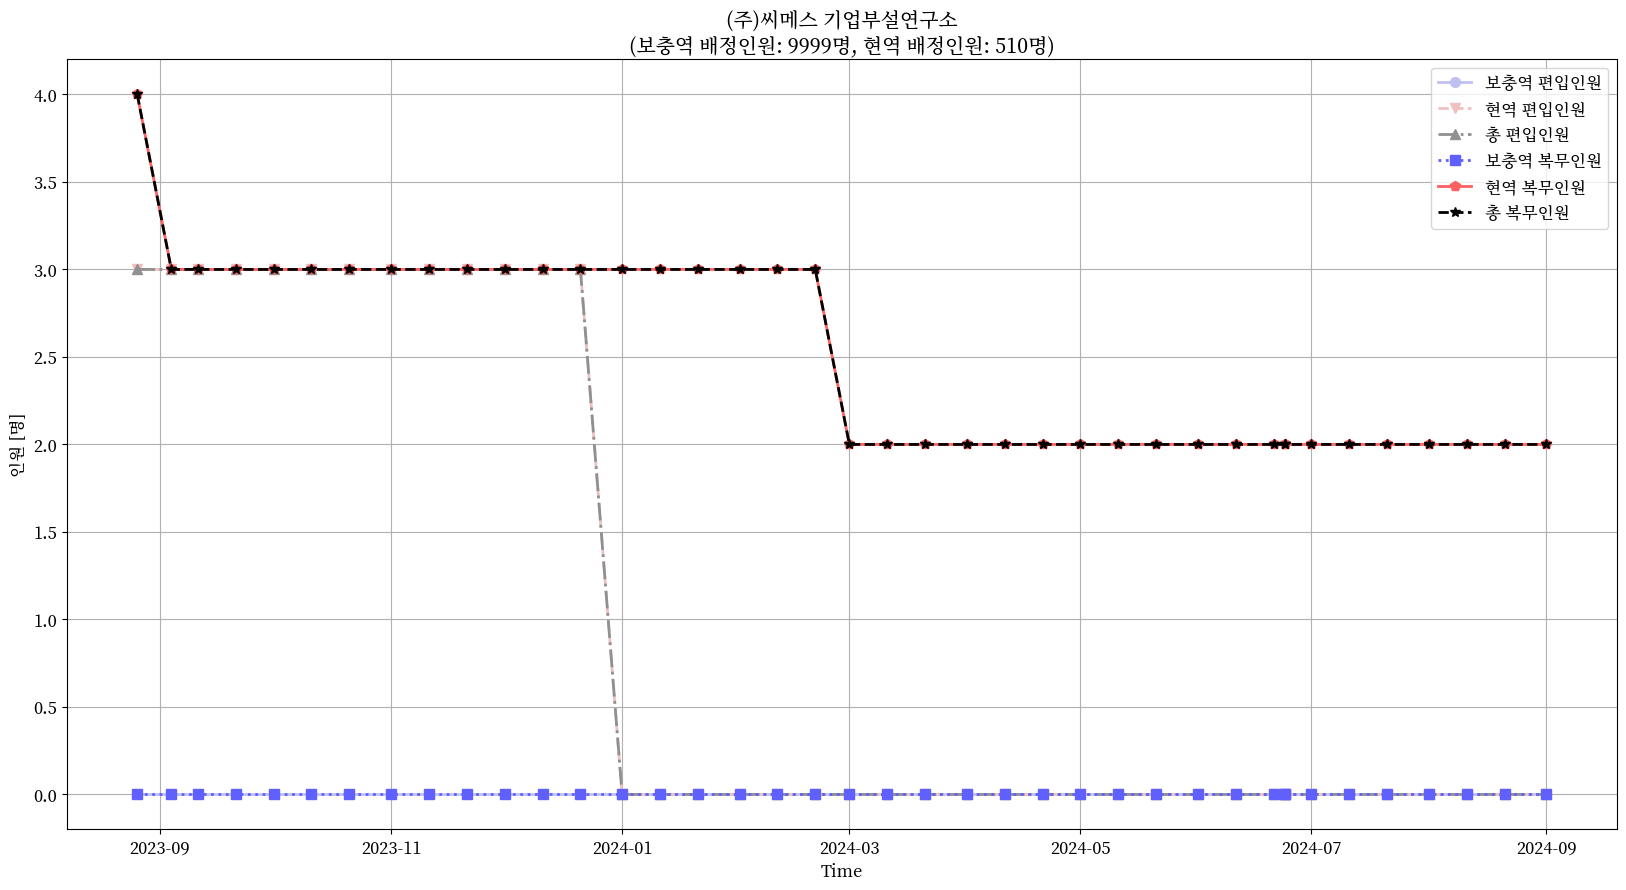 (주)씨메스 기업부설연구소
(보충역 배정인원: 9999명, 현역 배정인원: 510명)
보충역 편입인원
현역 편입인원
총 편입인원
보충역 복무인원
현역 복무인원
총 복무인원
인원 [명]
4.0
3.5
3.0
2.5
2.0
1.5
1.0
0.5
0.0
2023-09 2023-11 2024-01 2024-03 2024-05 2024-07 2024-09
Time